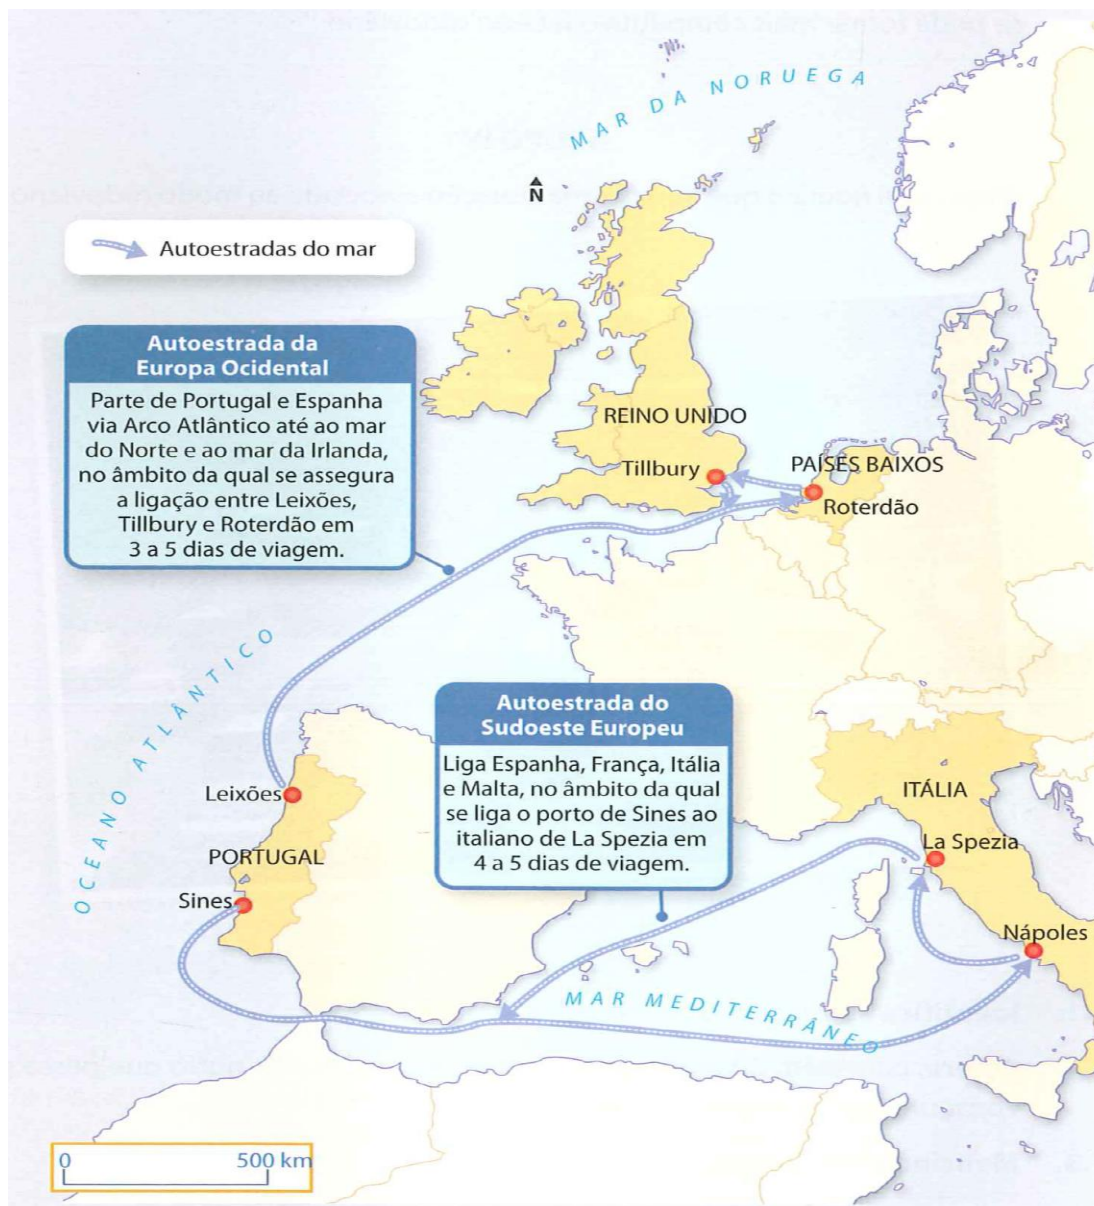 MAR DA NORUEGA
N
Autoestradas do mar
Autoestrada da
Europa Ocidental
Parte de Portugal e Espanha
via Arco Atlântico até ao mar
do Norte e ao mar da Irlanda,
no âmbito da qual se assegura
a ligação entre Leixões,
Tillbury e Roterdão em
3 a 5 dias de viagem.
REINO UNIDO
Tillbury
PAÍSES BAIXOS
Roterdão
OCEANO ATLÂNTICO
Autoestrada do
Sudoeste Europeu
Liga Espanha, França, Itália
e Malta, no âmbito da qual
se liga o porto de Sines ao
italiano de La Spezia em
4 a 5 dias de viagem.
Leixões
PORTUGAL
Sines
ITÁLIA
La Spezia
Nápoles
MAR MEDITERRÂNEO
0 500 km